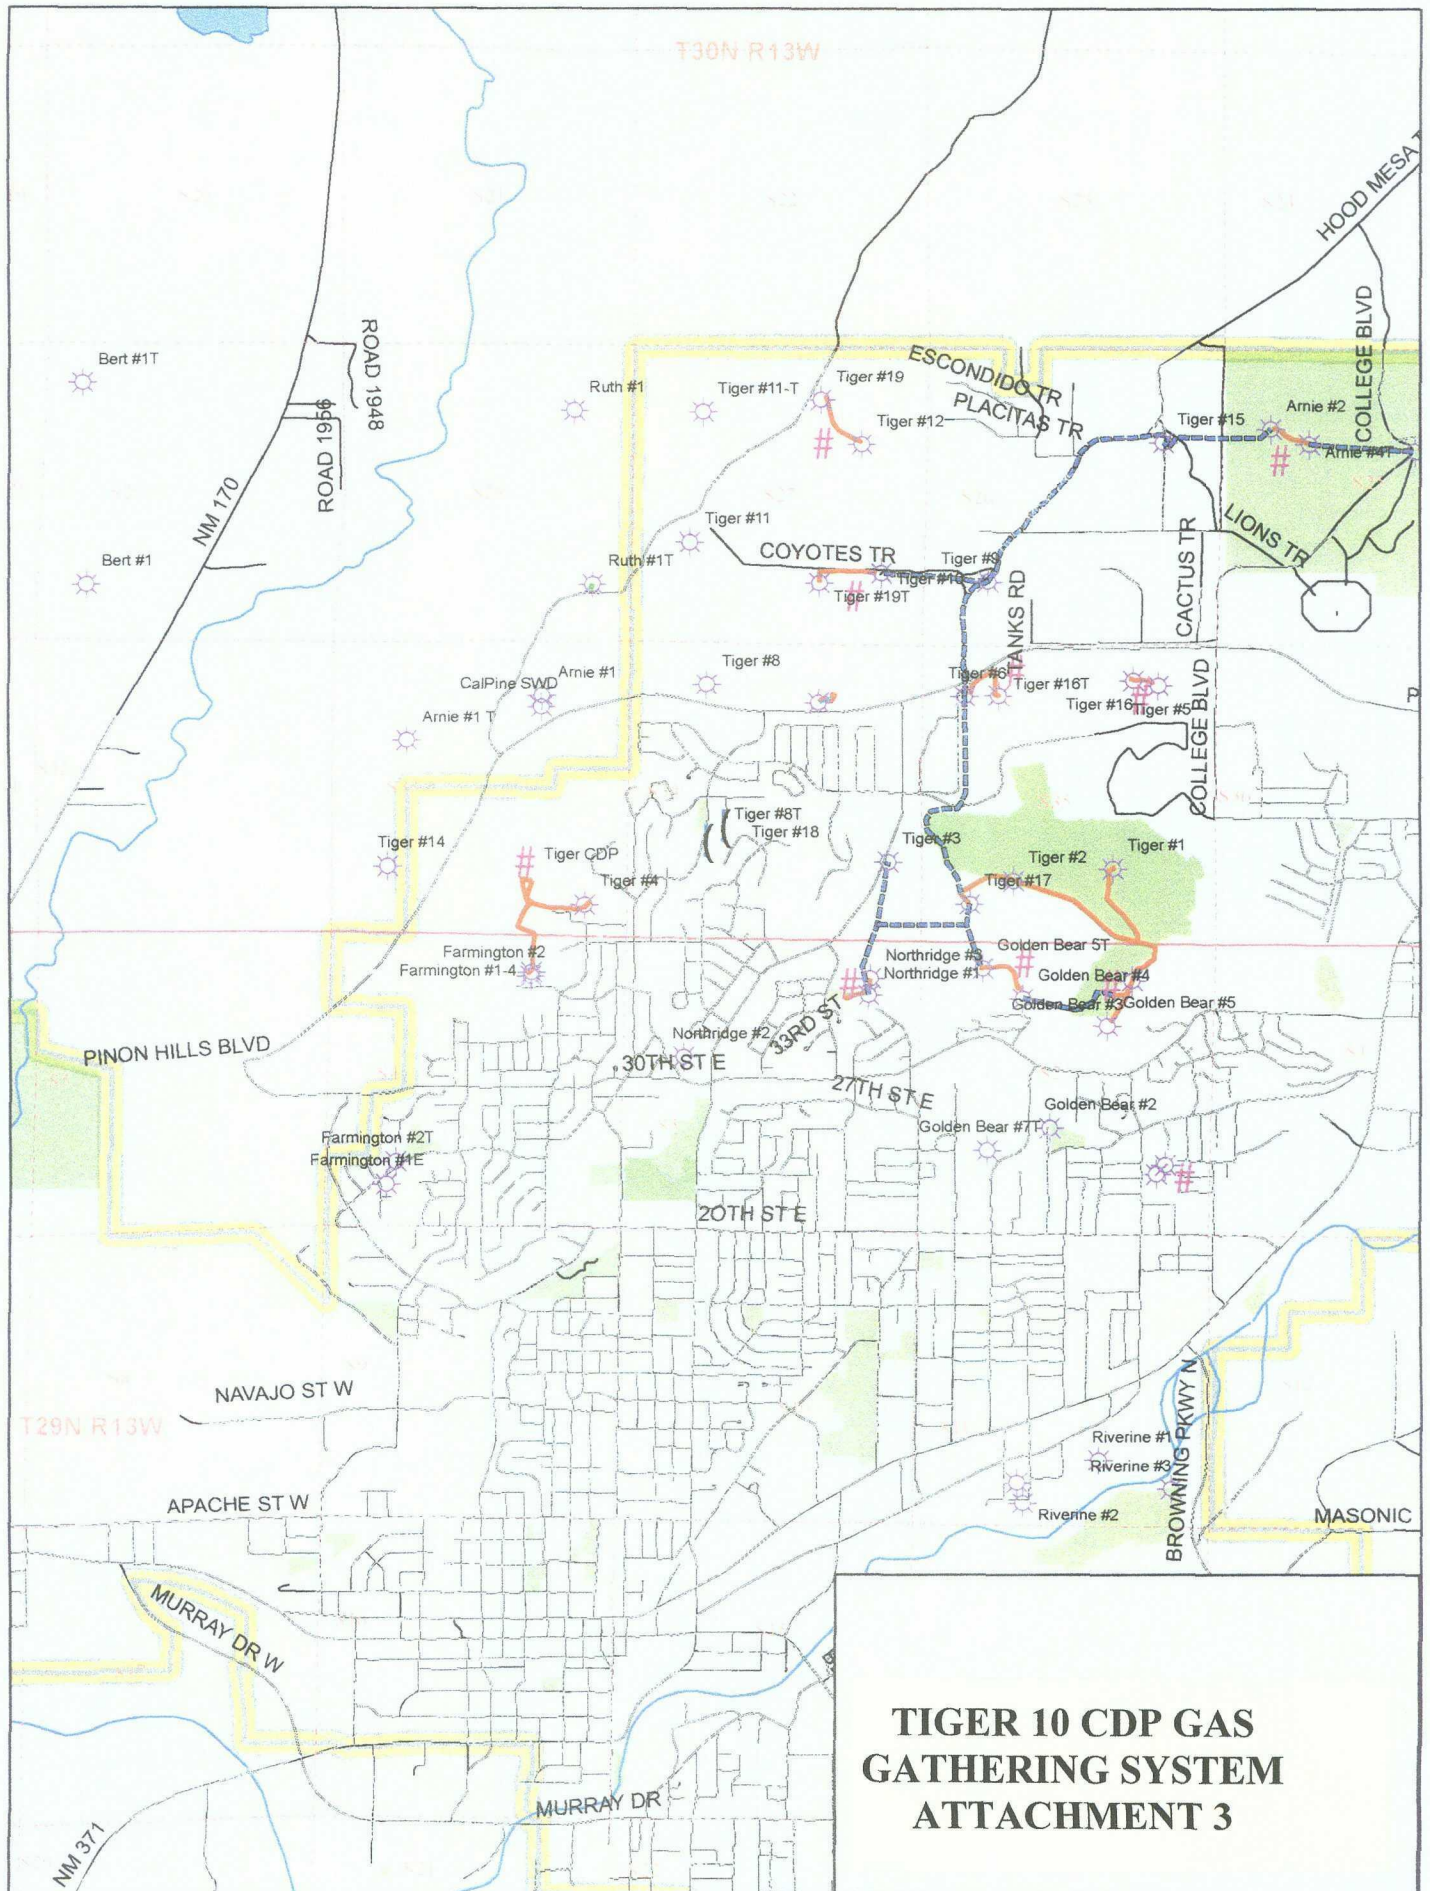 T30N R13W
HOOD MESA
COLLEGE BLVD
ROAD 1948
ROAD 1956
NM 170
Bert #1T
Ruth #1
Tiger #11-T
Tiger #19
ESCONDIDO TR
PLACITAS TR
Tiger #12
Tiger #15
Arnie #2
Arnie #4T
Tiger #11
COYOTES TR
Tiger #9
LIONS TR
CACTUS TR
Bert #1
Ruth #1T
Tiger #10
Tiger #19T
TANKS RD
Tiger #8
Arnie #1
CalPine SWD
Arnie #1 T
Tiger #6
Tiger #16T
Tiger #16
Tiger #5
P
COLLEGE BLVD
Tiger #8T
Tiger #18
Tiger #14
Tiger CDP
Tiger #4
Tiger #3
Tiger #2
Tiger #1
Tiger #17
Farmington #2
Farmington #1-4
Northridge #3
Northridge #1
Golden Bear 5T
Golden Bear #4
Golden Bear #3
Golden Bear #5
Northridge #2
33RD ST
PINON HILLS BLVD
30TH ST E
27TH ST E
Golden Bear #2
Golden Bear #7T
Farmington #2T
Farmington #1E
20TH ST E
NAVAJO ST W
T29N R13W
BROWNING PKWY N
Riverine #1
Riverine #3
Riverine #2
APACHE ST W
MASONIC
MURRAY DR W
MURRAY DR
NM 371
TIGER 10 CDP GAS
GATHERING SYSTEM
ATTACHMENT 3